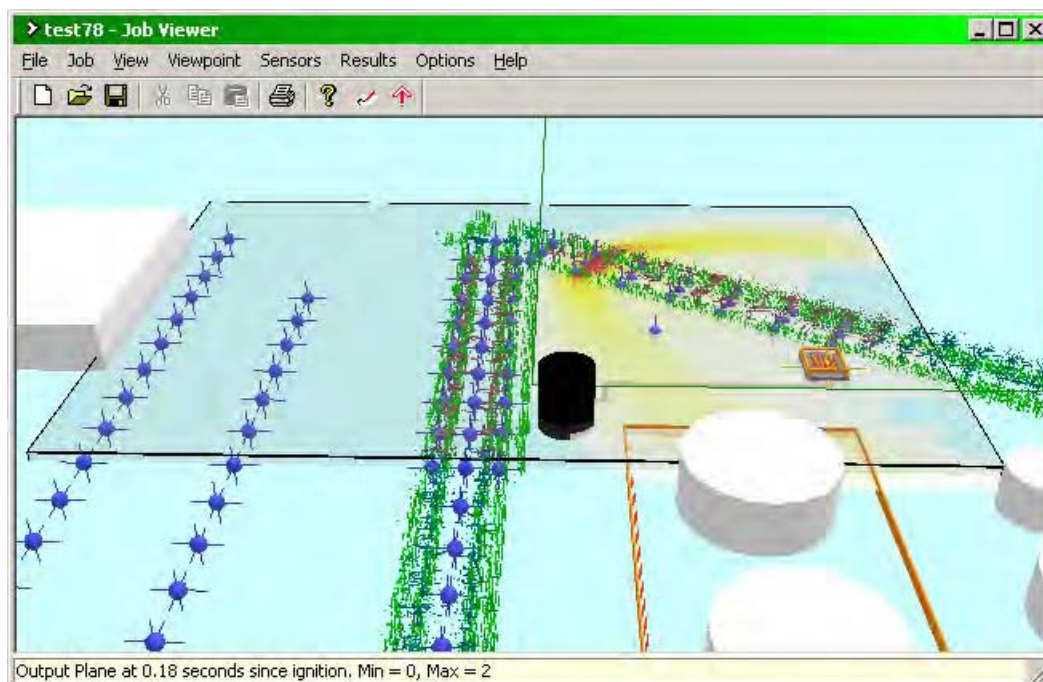 test78 - Job Viewer
File Job View Viewpoint Sensors Results Options Help
Output Plane at 0.18 seconds since ignition. Min = 0, Max = 2